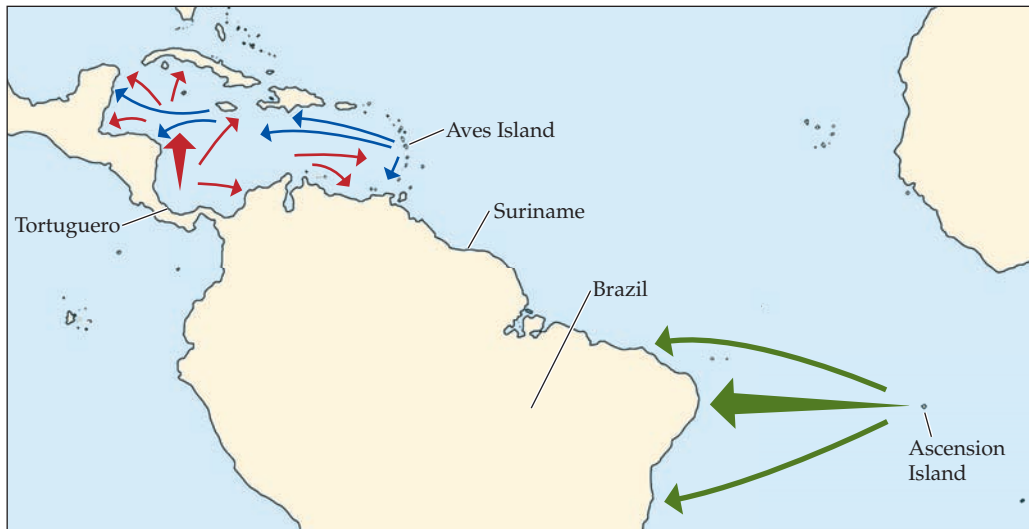 Aves Island
Tortuguero
Suriname
Brazil
Ascension
Island